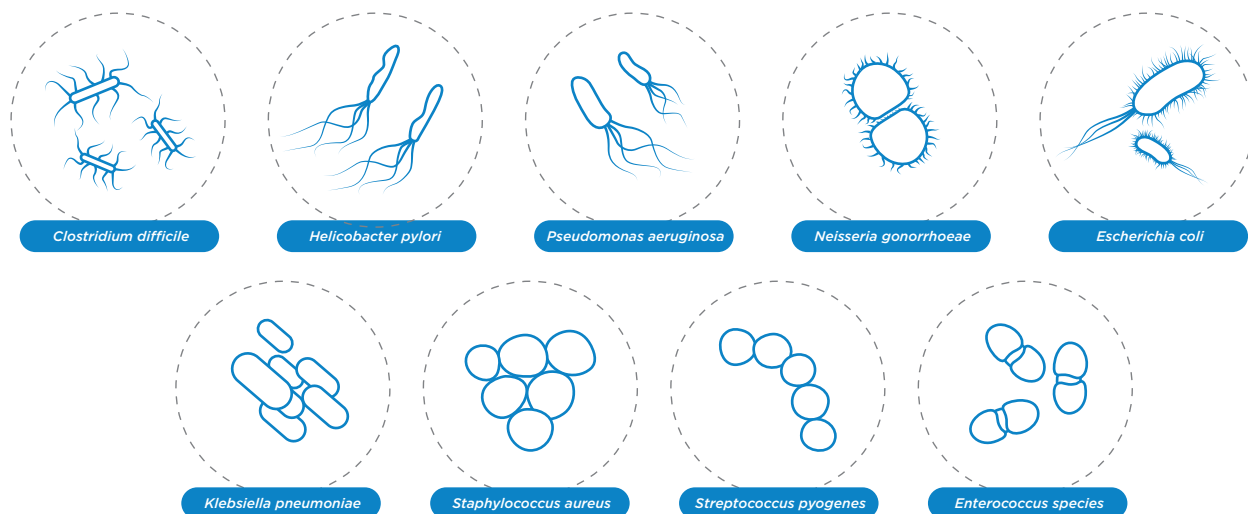 Clostridium difficile
Helicobacter pylori
Pseudomonas aeruginosa
Neisseria gonorrhoeae
Escherichia coli
Klebsiella pneumoniae
Staphylococcus aureus
Streptococcus pyogenes
Enterococcus species